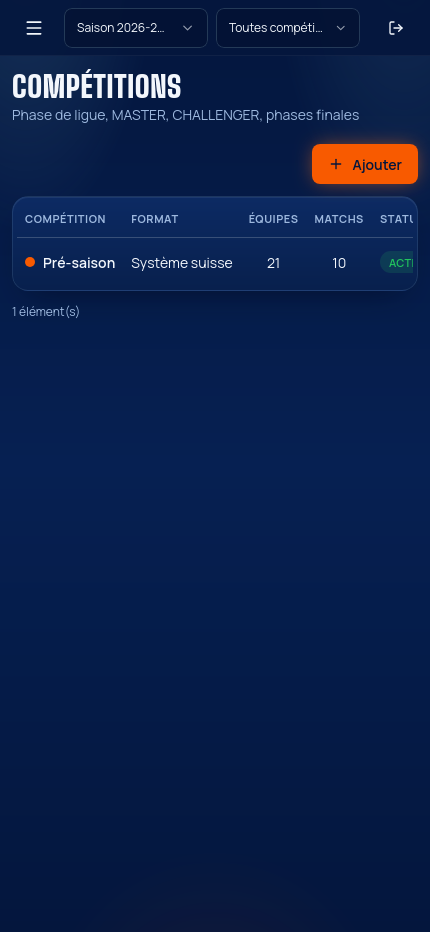 Saison 2026-2... Toutes compéti...
COMPÉTITIONS
Phase de ligue, MASTER, CHALLENGER, phases finales
+ Ajouter
COMPÉTITION FORMAT ÉQUIPES MATCHS STATU
Pré-saison Système suisse 21 10 ACTI
1 élément(s)